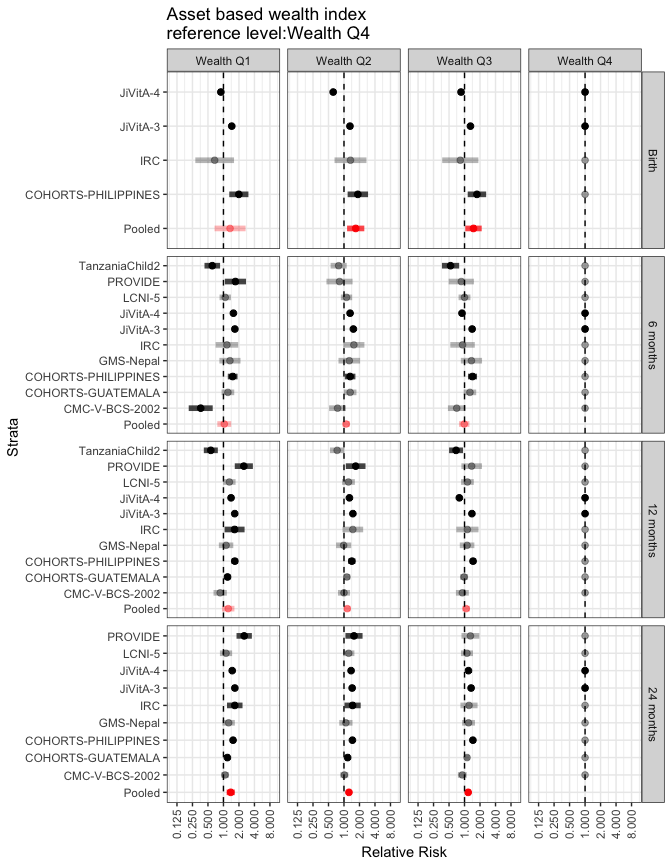 Asset based wealth index
reference level:Wealth Q4
Wealth Q1 Wealth Q2 Wealth Q3 Wealth Q4
JiVitA-4
JiVitA-3
IRC
COHORTS-PHILIPPINES
Pooled
Birth
TanzaniaChild2
PROVIDE
LCNI-5
JiVitA-4
JiVitA-3
IRC
GMS-Nepal
COHORTS-PHILIPPINES
COHORTS-GUATEMALA
CMC-V-BCS-2002
Pooled
6 months
TanzaniaChild2
PROVIDE
LCNI-5
JiVitA-4
JiVitA-3
IRC
GMS-Nepal
COHORTS-PHILIPPINES
COHORTS-GUATEMALA
CMC-V-BCS-2002
Pooled
12 months
PROVIDE
LCNI-5
JiVitA-4
JiVitA-3
IRC
GMS-Nepal
COHORTS-PHILIPPINES
COHORTS-GUATEMALA
CMC-V-BCS-2002
Pooled
24 months
Strata
0.125 0.250 0.500 1.000 2.000 4.000 8.000 0.125 0.250 0.500 1.000 2.000 4.000 8.000 0.125 0.250 0.500 1.000 2.000 4.000 8.000 0.125 0.250 0.500 1.000 2.000 4.000 8.000
Relative Risk